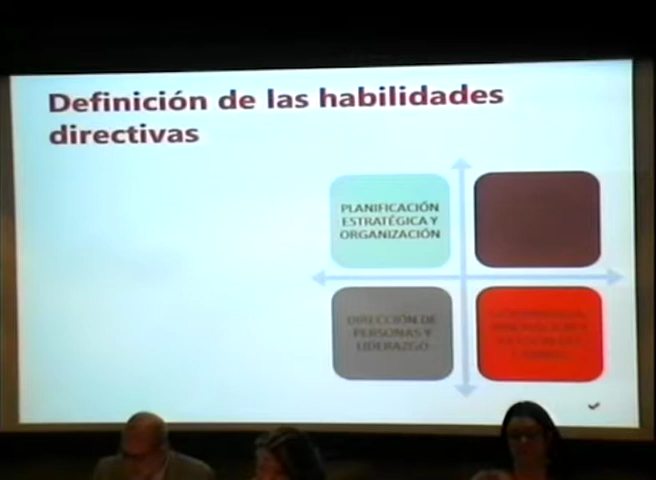 Definición de las habilidades
directivas
PLANIFICACIÓN
ESTRATÉGICA Y
ORGANIZACIÓN
DIRECCIÓN DE
PERSONAS Y
LIDERAZGO